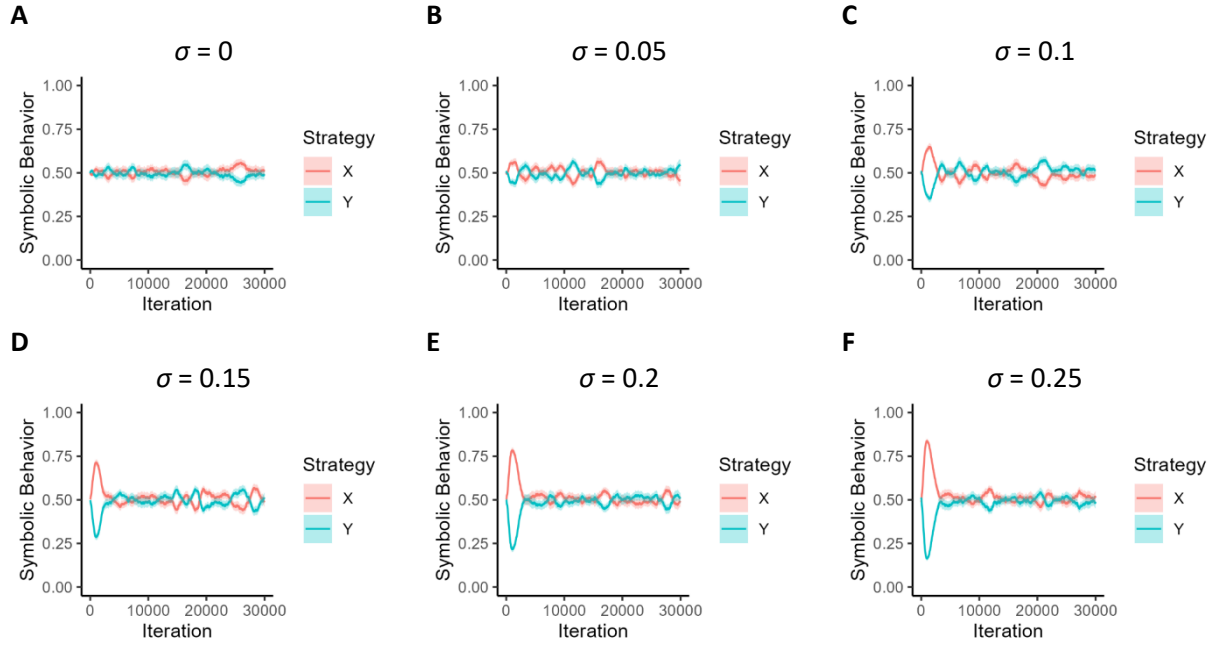 A
σ = 0
Symbolic Behavior
1.00
0.75
0.50
0.25
0.00
0 10000 20000 30000
Iteration
Strategy
X
Y
B
σ = 0.05
Symbolic Behavior
1.00
0.75
0.50
0.25
0.00
0 10000 20000 30000
Iteration
Strategy
X
Y
C
σ = 0.1
Symbolic Behavior
1.00
0.75
0.50
0.25
0.00
0 10000 20000 30000
Iteration
Strategy
X
Y
D
σ = 0.15
Symbolic Behavior
1.00
0.75
0.50
0.25
0.00
0 10000 20000 30000
Iteration
Strategy
X
Y
E
σ = 0.2
Symbolic Behavior
1.00
0.75
0.50
0.25
0.00
0 10000 20000 30000
Iteration
Strategy
X
Y
F
σ = 0.25
Symbolic Behavior
1.00
0.75
0.50
0.25
0.00
0 10000 20000 30000
Iteration
Strategy
X
Y